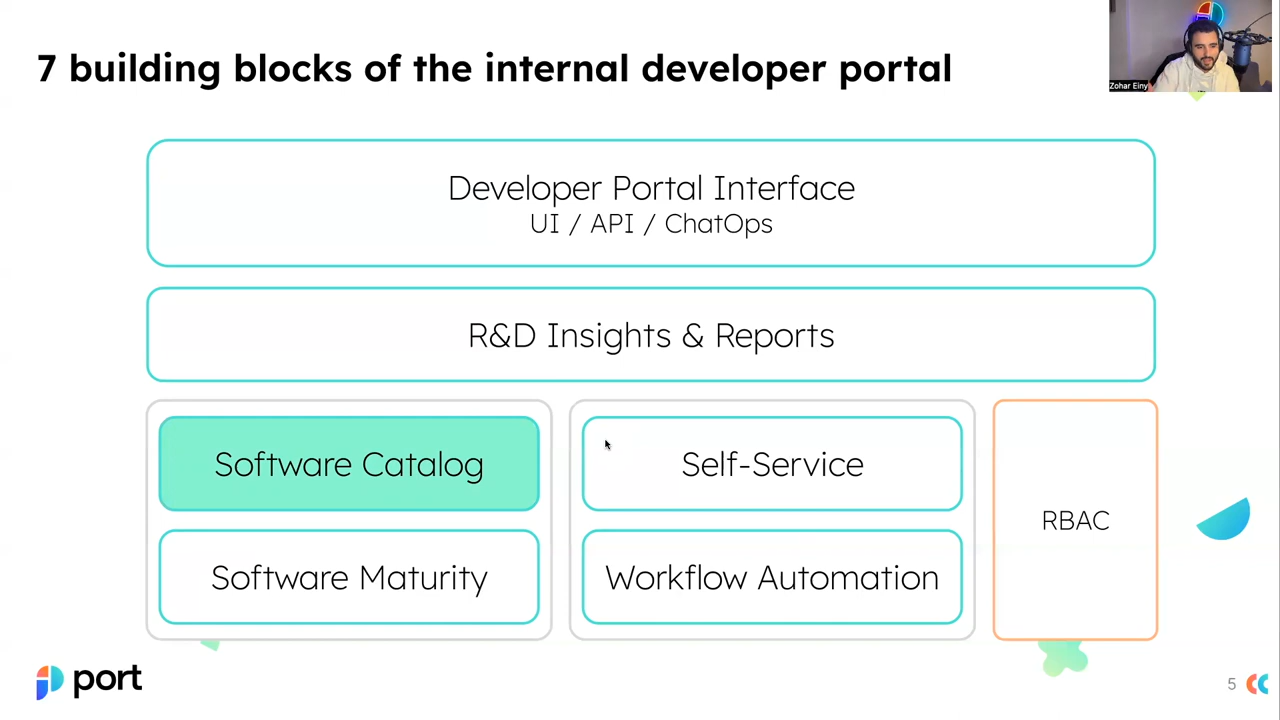 7 building blocks of the internal developer portal
Zohar Einy
Developer Portal Interface
UI / API / ChatOps
R&D Insights & Reports
Software Catalog
Self-Service
RBAC
Software Maturity
Workflow Automation
port
5